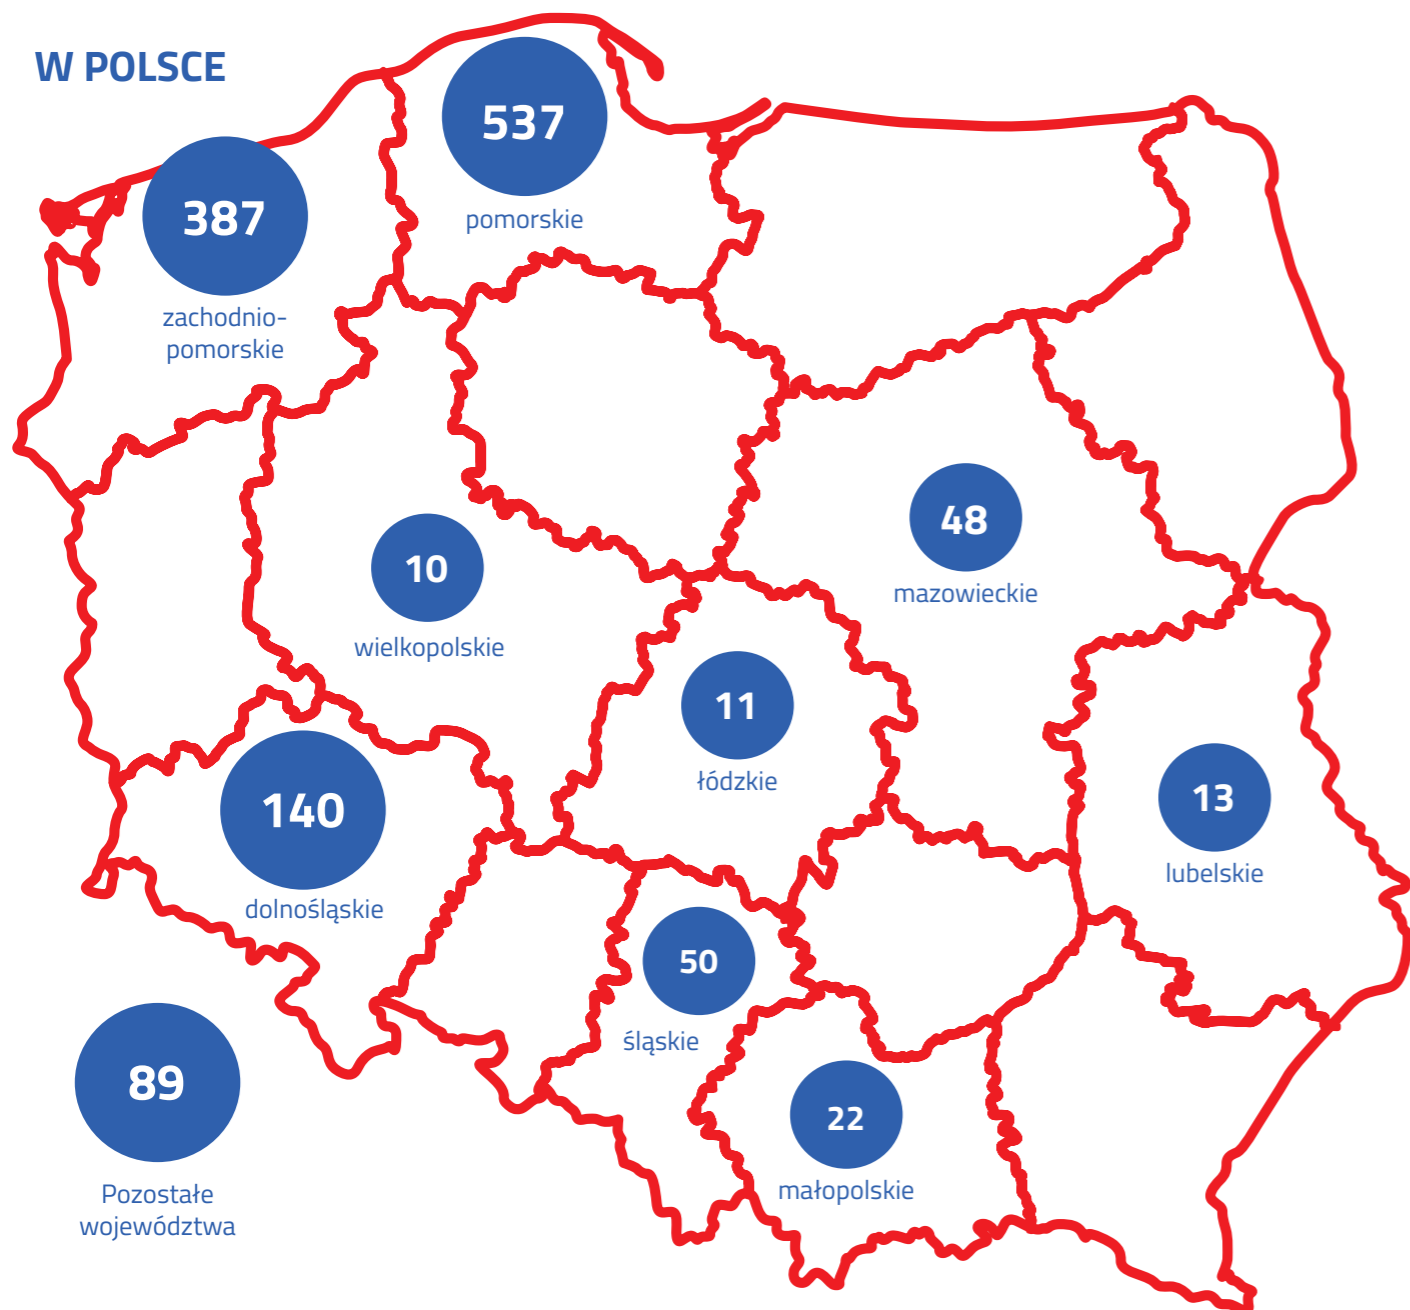 W POLSCE
537
pomorskie
387
zachodnio-
pomorskie
48
mazowieckie
10
wielkopolskie
11
łódzkie
13
lubelskie
140
dolnośląskie
50
śląskie
22
małopolskie
89
Pozostałe
województwa